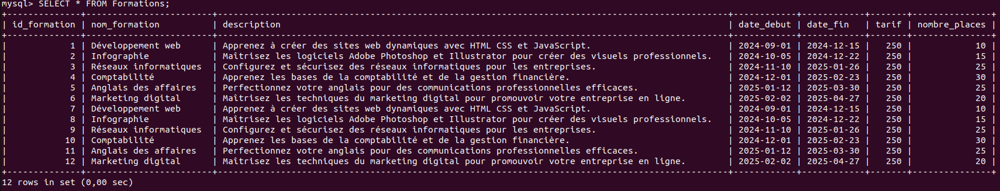 mysql> SELECT * FROM Formations;
+--------------+------------------------+--------------------------------------------------------------------------------------------------+------------+------------+-------+---------------+
| id_formation | nom_formation          | description                                                                                      | date_debut | date_fin   | tarif | nombre_places |
+--------------+------------------------+--------------------------------------------------------------------------------------------------+------------+------------+-------+---------------+
|            1 | Développement web      | Apprenez à créer des sites web dynamiques avec HTML CSS et JavaScript.                         | 2024-09-01 | 2024-12-15 |   250 |            10 |
|            2 | Infographie            | Maîtrisez les logiciels Adobe Photoshop et Illustrator pour créer des visuels professionnels.  | 2024-10-05 | 2024-12-22 |   250 |            15 |
|            3 | Réseaux informatiques  | Configurez et sécurisez des réseaux informatiques pour les entreprises.                        | 2024-11-10 | 2025-01-26 |   250 |            25 |
|            4 | Comptabilité           | Apprenez les bases de la comptabilité et de la gestion financière.                             | 2024-12-01 | 2025-02-23 |   250 |            30 |
|            5 | Anglais des affaires   | Perfectionnez votre anglais pour des communications professionnelles efficaces.                | 2025-01-12 | 2025-03-30 |   250 |            25 |
|            6 | Marketing digital      | Maîtrisez les techniques du marketing digital pour promouvoir votre entreprise en ligne.       | 2025-02-02 | 2025-04-27 |   250 |            20 |
|            7 | Développement web      | Apprenez à créer des sites web dynamiques avec HTML CSS et JavaScript.                         | 2024-09-01 | 2024-12-15 |   250 |            10 |
|            8 | Infographie            | Maîtrisez les logiciels Adobe Photoshop et Illustrator pour créer des visuels professionnels.  | 2024-10-05 | 2024-12-22 |   250 |            15 |
|            9 | Réseaux informatiques  | Configurez et sécurisez des réseaux informatiques pour les entreprises.                        | 2024-11-10 | 2025-01-26 |   250 |            25 |
|           10 | Comptabilité           | Apprenez les bases de la comptabilité et de la gestion financière.                             | 2024-12-01 | 2025-02-23 |   250 |            30 |
|           11 | Anglais des affaires   | Perfectionnez votre anglais pour des communications professionnelles efficaces.                | 2025-01-12 | 2025-03-30 |   250 |            25 |
|           12 | Marketing digital      | Maîtrisez les techniques du marketing digital pour promouvoir votre entreprise en ligne.       | 2025-02-02 | 2025-04-27 |   250 |            20 |
+--------------+------------------------+--------------------------------------------------------------------------------------------------+------------+------------+-------+---------------+
12 rows in set (0,00 sec)